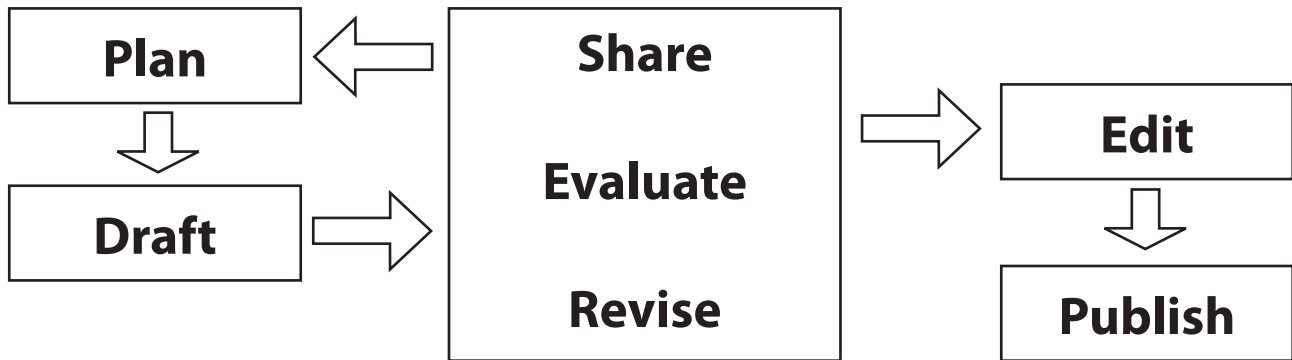 Plan
Draft
Share
Evaluate
Revise
Edit
Publish